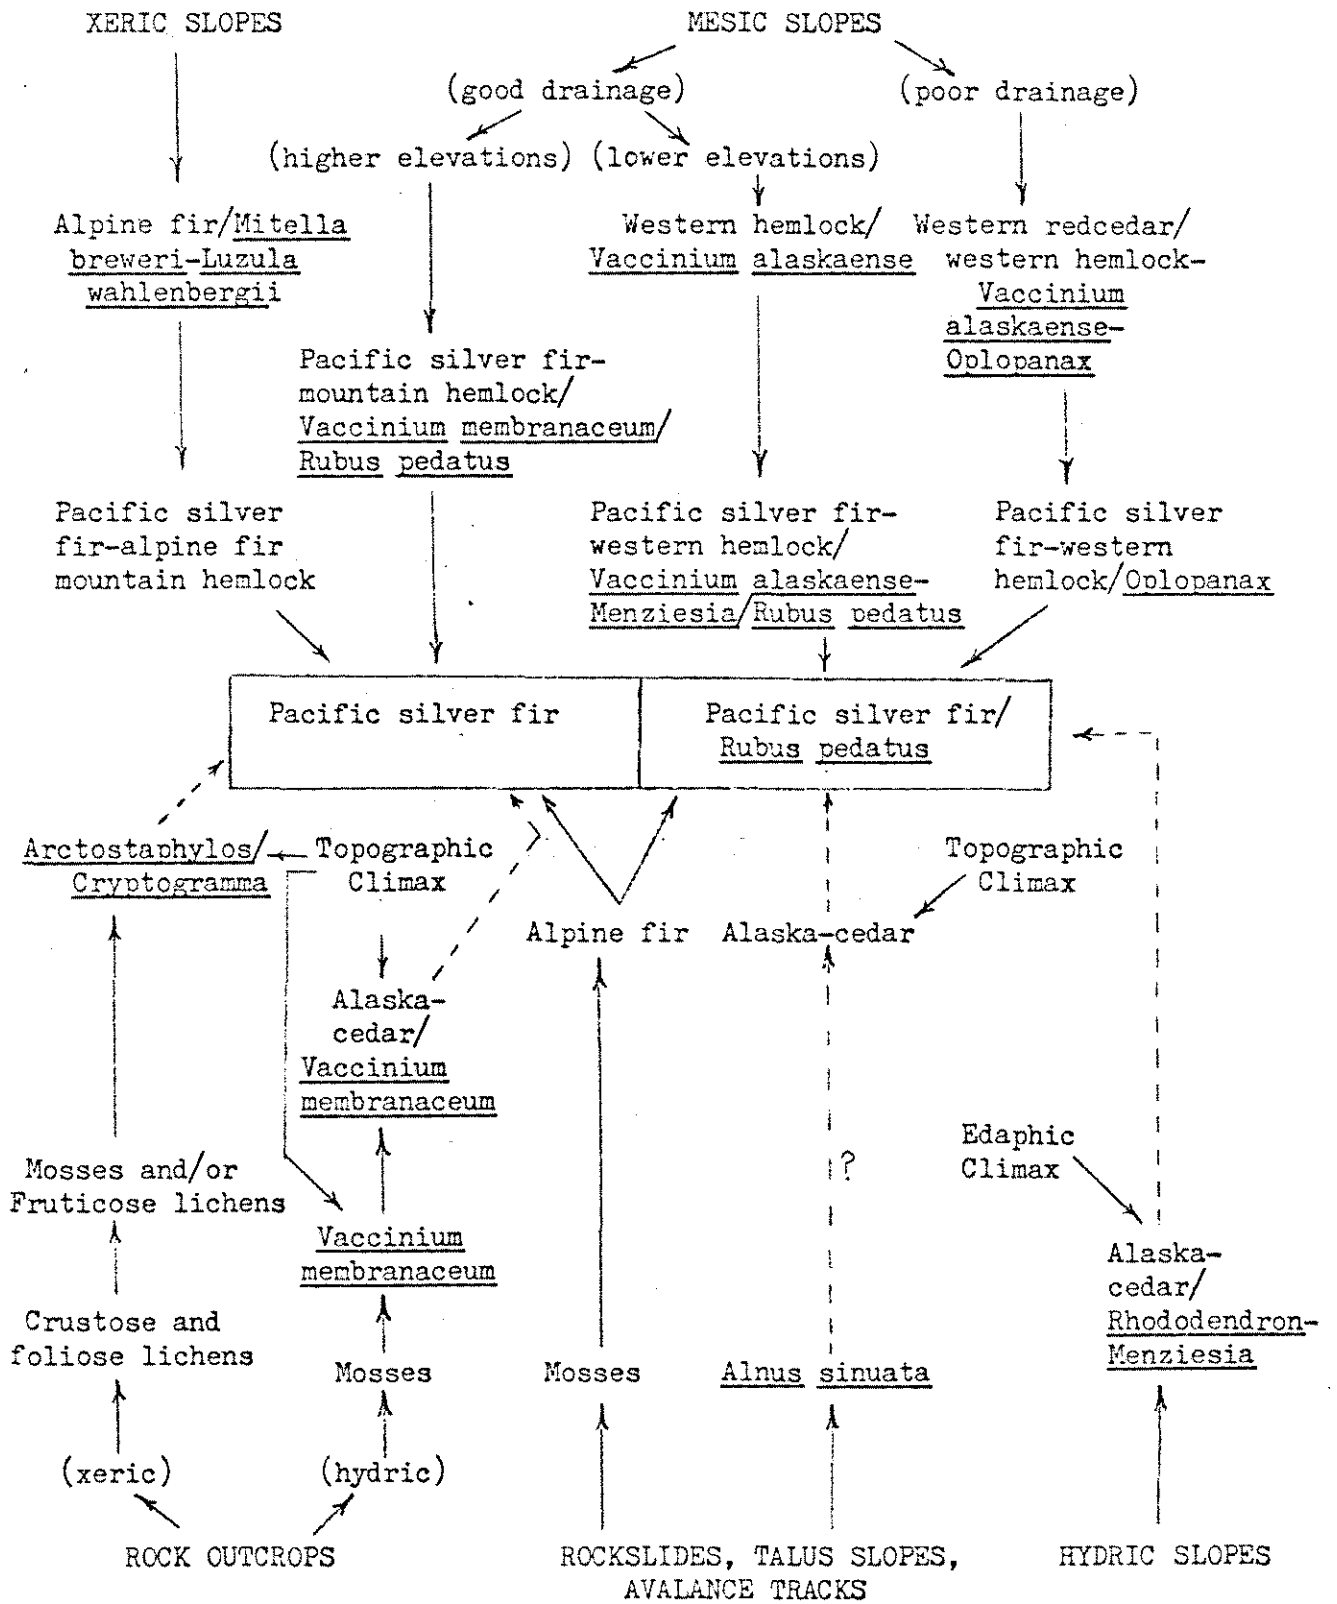 XERIC SLOPES
MESIC SLOPES
(good drainage)
(poor drainage)
(higher elevations)
(lower elevations)
Alpine fir/Mitella
breweri-Luzula
wahlenbergii
Western hemlock/
Vaccinium alaskaense
Western redcedar/
western hemlock-
Vaccinium
alaskaense-
Oplopanax
Pacific silver fir-
mountain hemlock/
Vaccinium membranaceum/
Rubus pedatus
Pacific silver
fir-alpine fir
mountain hemlock
Pacific silver fir-
western hemlock/
Vaccinium alaskaense-
Menziesia/Rubus pedatus
Pacific silver
fir-western
hemlock/Oplopanax
Pacific silver fir
Pacific silver fir/
Rubus pedatus
Arctostaphylos/
Cryptogramma
Topographic
Climax
Topographic
Climax
Alpine fir
Alaska-cedar
Alaska-
cedar/
Vaccinium
membranaceum
Mosses and/or
Fruticose lichens
?
Edaphic
Climax
Vaccinium
membranaceum
Alaska-
cedar/
Rhododendron-
Menziesia
Crustose and
foliose lichens
Mosses
Mosses
Alnus sinuata
(xeric)
(hydric)
ROCK OUTCROPS
ROCKSLIDES, TALUS SLOPES,
AVALANCE TRACKS
HYDRIC SLOPES